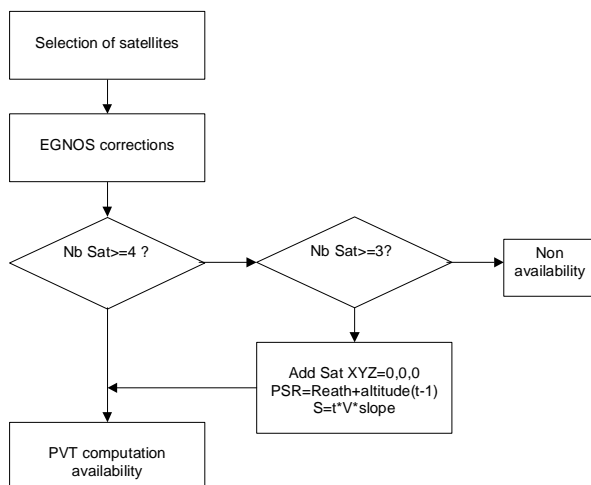 Selection of satellites
EGNOS corrections
Nb Sat>=4 ?
Nb Sat>=3?
Non
availability
Add Sat XYZ=0,0,0
PSR=Reath+altitude(t-1)
S=t*V*slope
PVT computation
availability